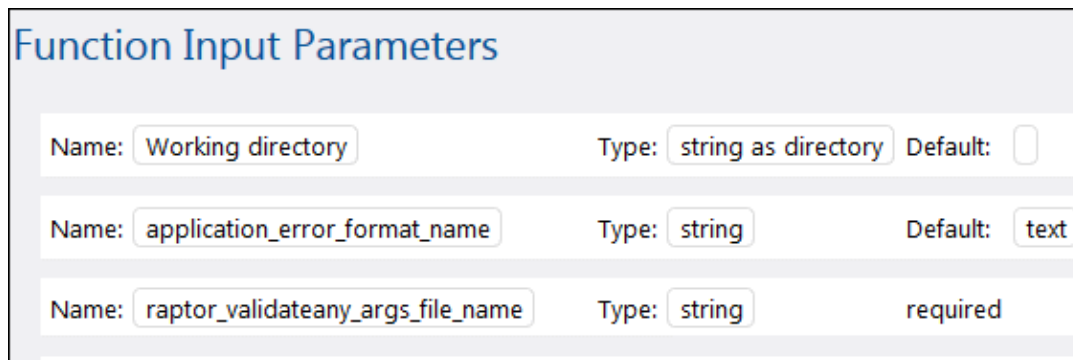 Function Input Parameters
Name: Working directory Type: string as directory Default:
Name: application_error_format_name Type: string Default: text
Name: raptor_validateany_args_file_name Type: string required